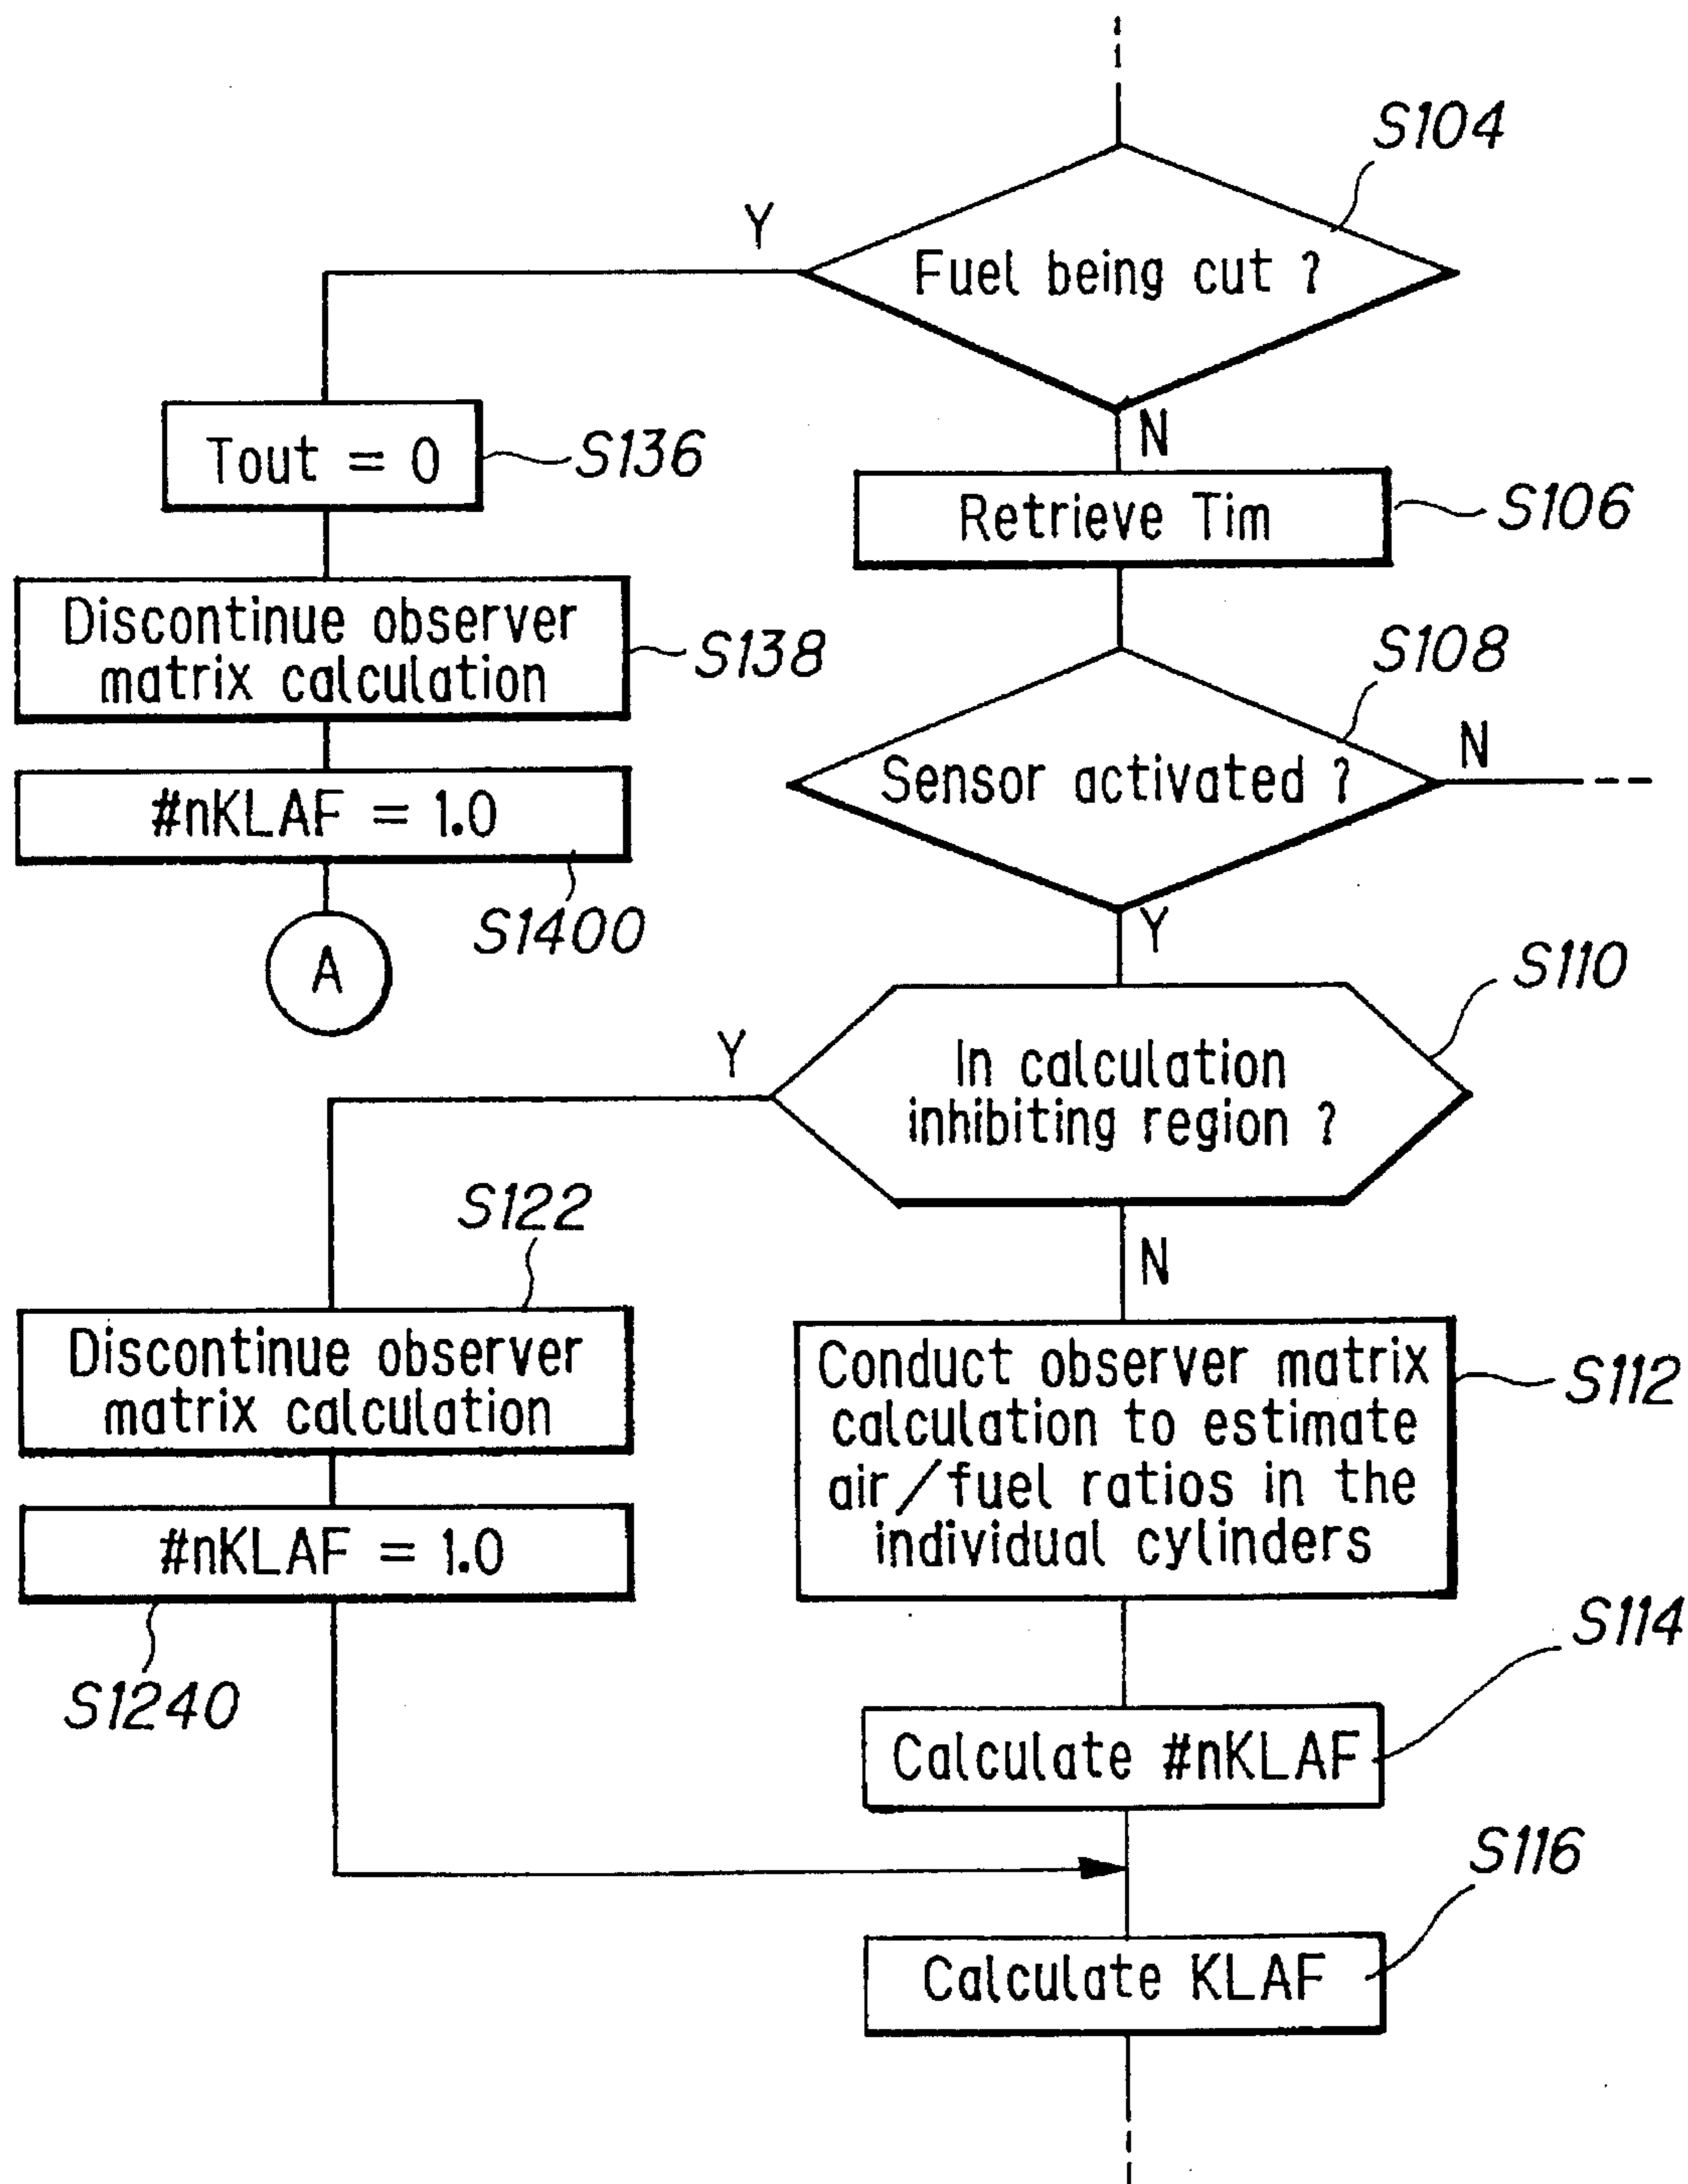 S104
Y
Fuel being cut ?
N
Tout = 0
S136
Retrieve Tim
S106
Discontinue observer
matrix calculation
S138
S108
Sensor activated ?
N
#nKLAF = 1.0
S1400
Y
A
S110
Y
In calculation
inhibiting region ?
S122
N
Discontinue observer
matrix calculation
Conduct observer matrix
calculation to estimate
air/fuel ratios in the
individual cylinders
S112
#nKLAF = 1.0
S1240
S114
Calculate #nKLAF
S116
Calculate KLAF